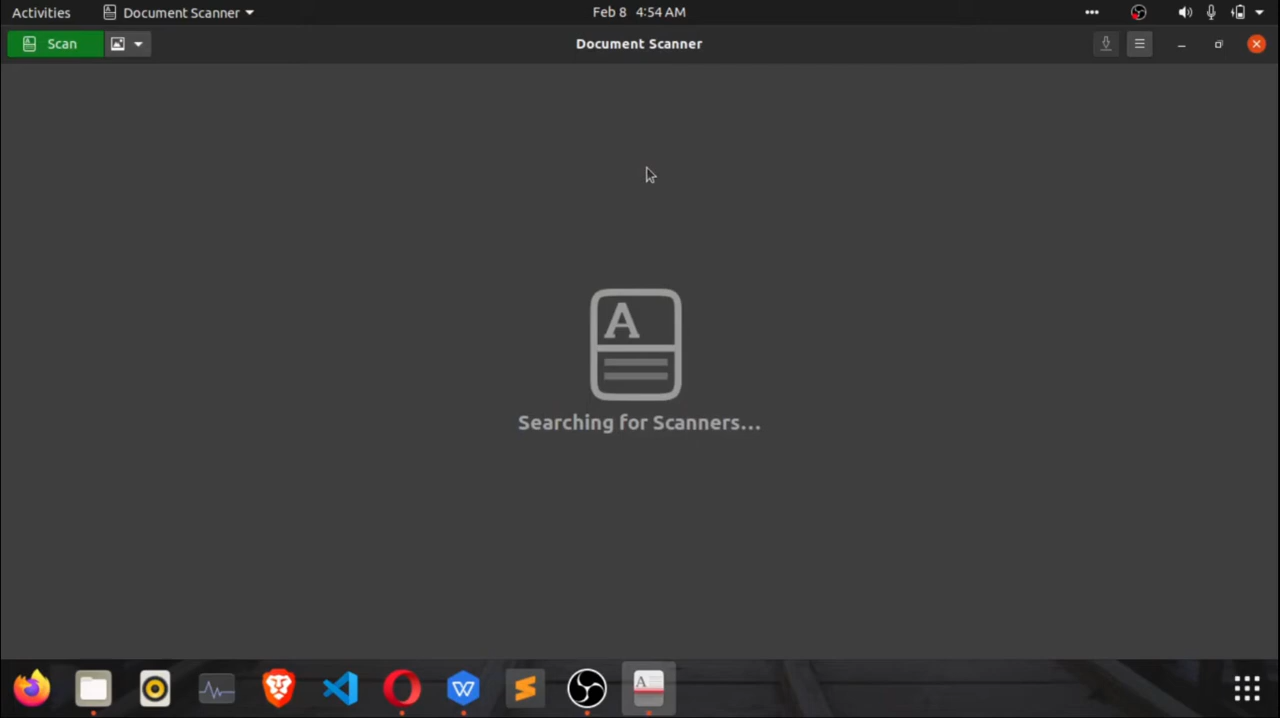 Activities
Document Scanner
Feb 8 4:54 AM
Scan
Document Scanner
A
Searching for Scanners...
W
A